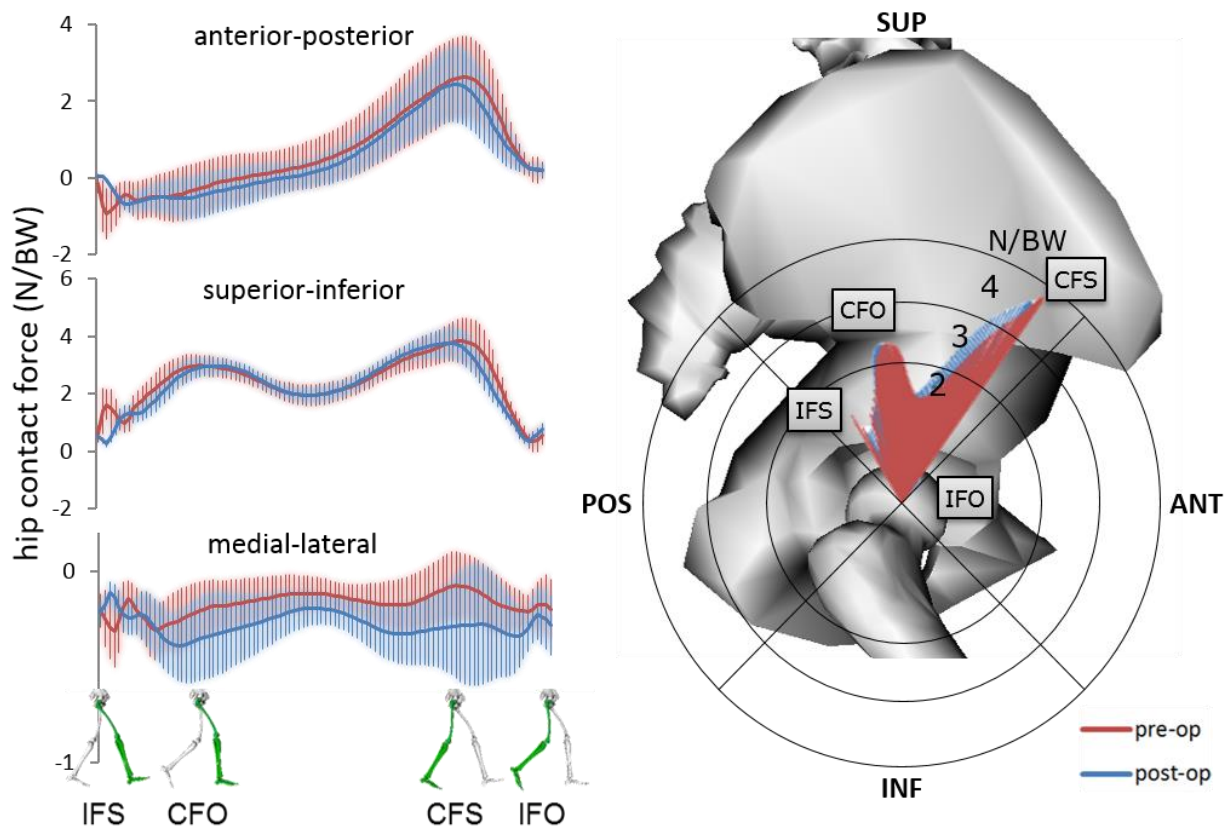 hip contact force (N/BW)
anterior-posterior
4
2
0
-2
superior-inferior
6
4
2
0
-2
medial-lateral
0
-1
IFS CFO CFS IFO
SUP
N/BW
CFS
4
CFO
3
2
IFS
IFO
POS
ANT
INF
pre-op
post-op